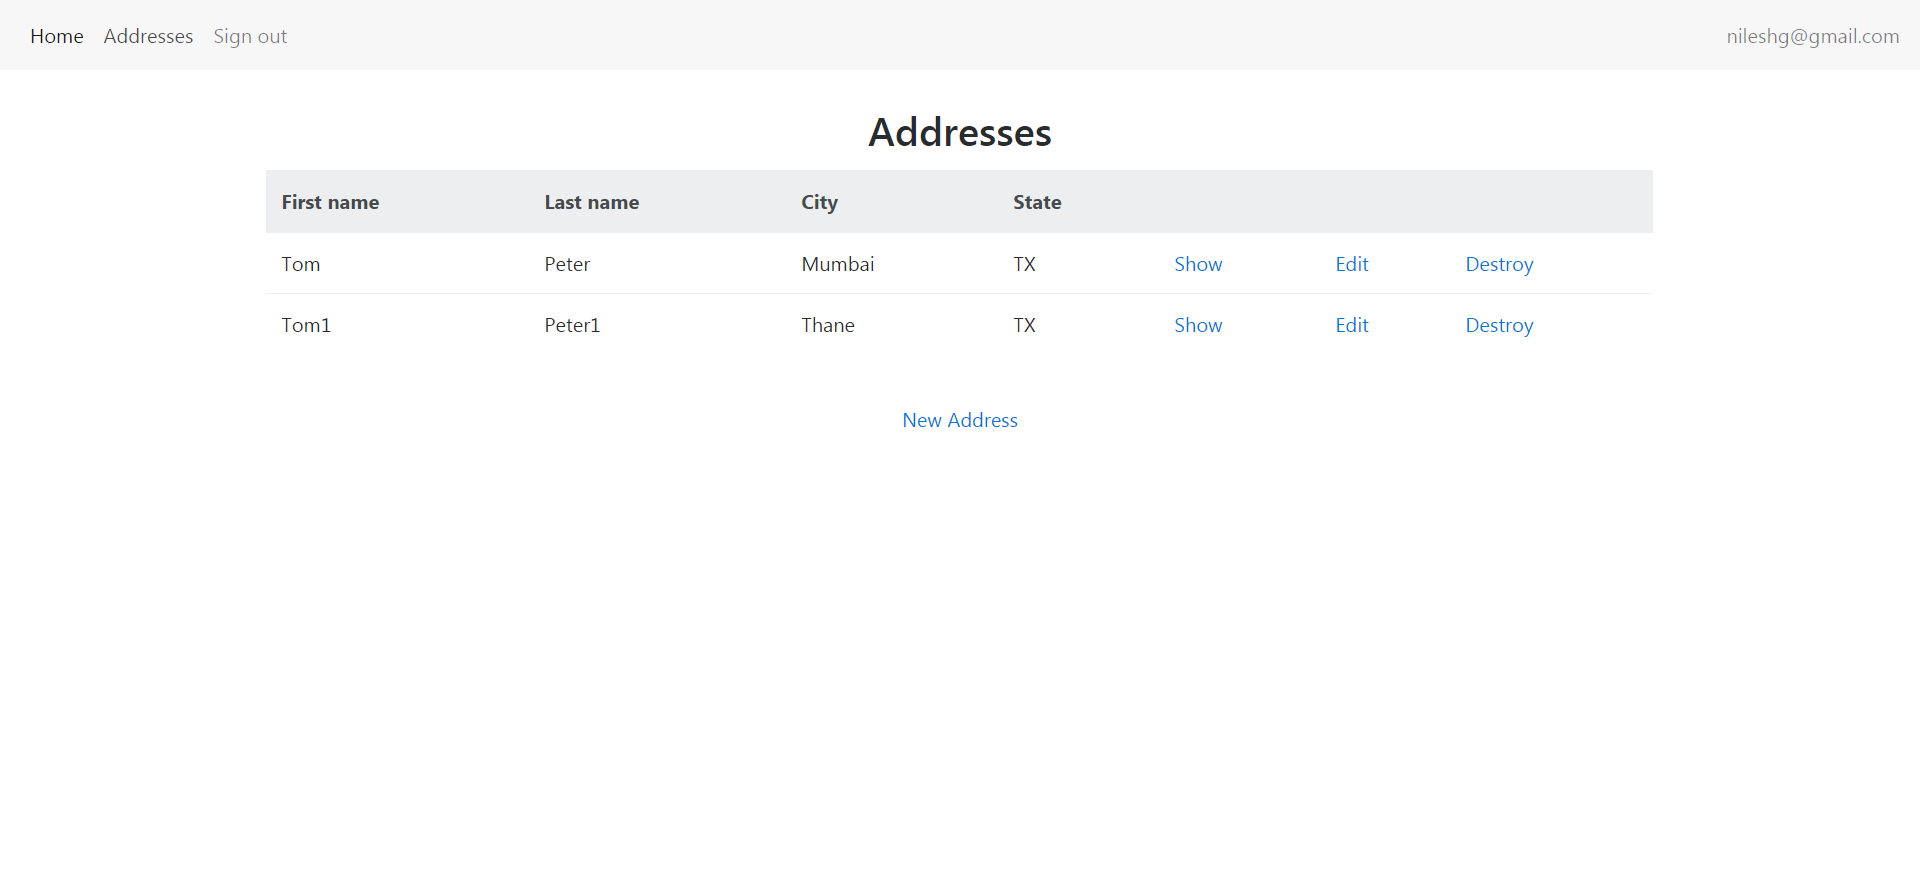 Home Addresses Sign out nileshg@gmail.com
Addresses
First name Last name City State
Tom Peter Mumbai TX Show Edit Destroy
Tom1 Peter1 Thane TX Show Edit Destroy
New Address